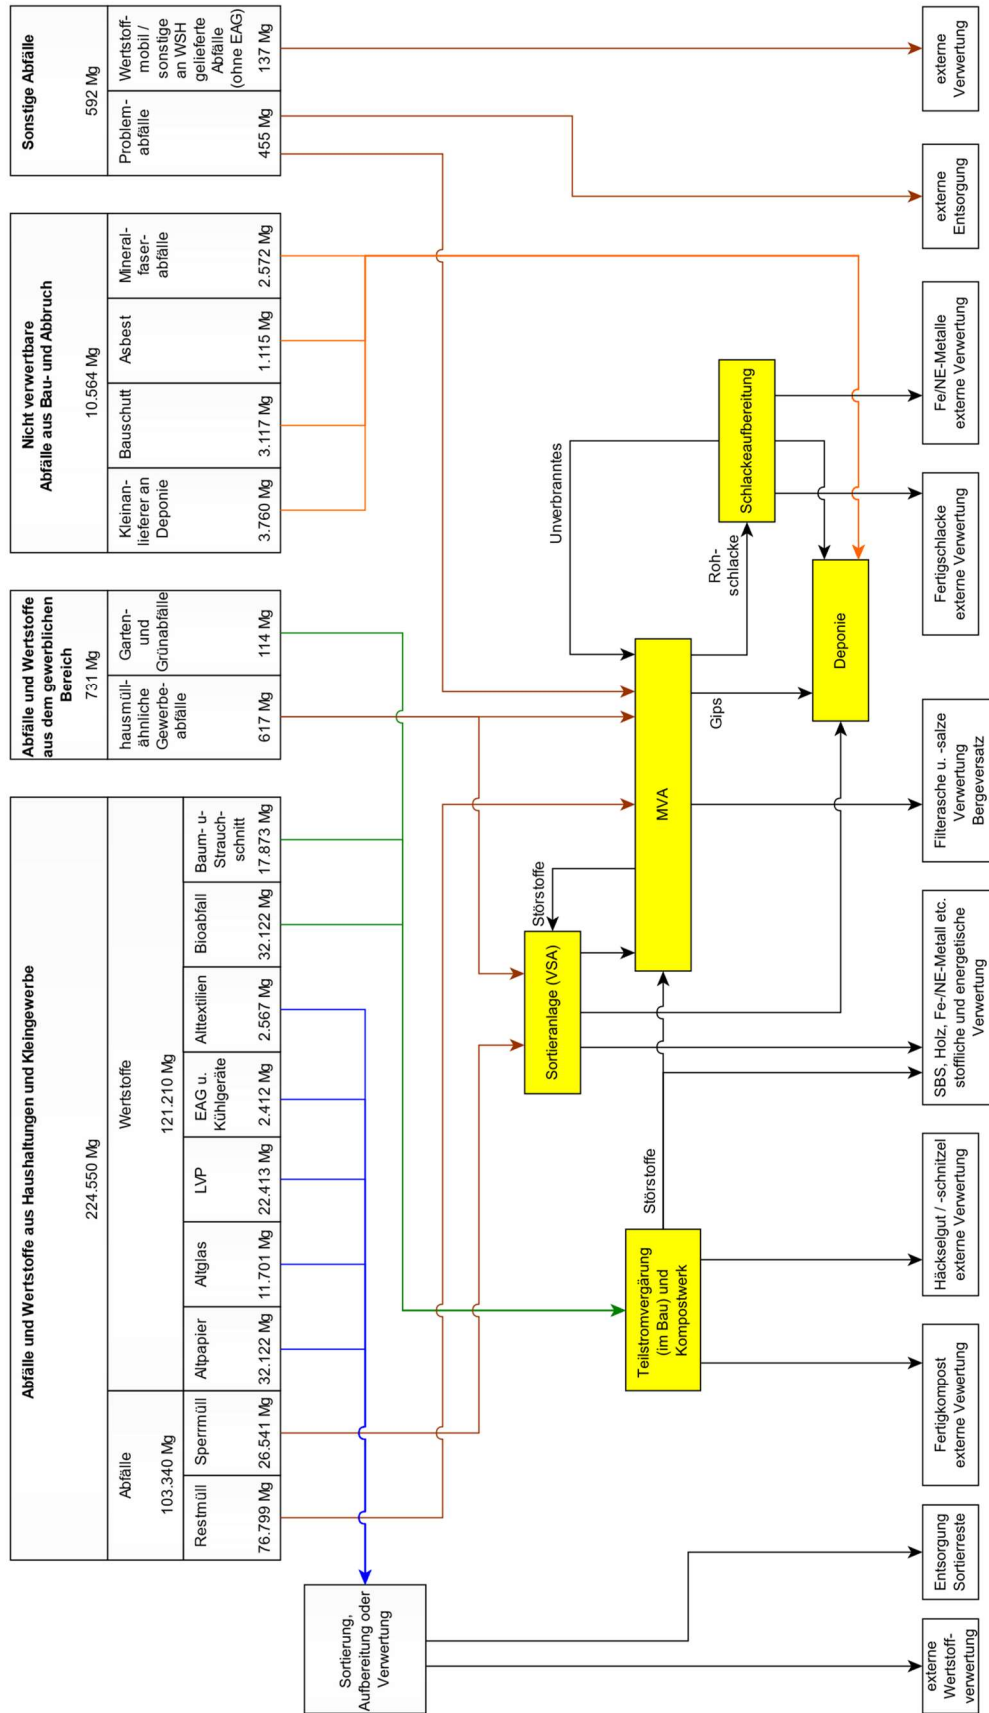 Abfälle und Wertstoffe aus Haushaltungen und Kleingewerbe
224.550 Mg
Abfälle
103.340 Mg
Wertstoffe
121.210 Mg
Restmüll
76.799 Mg
Sperrmüll
26.541 Mg
Altpapier
32.122 Mg
Altglas
11.701 Mg
LVP
22.413 Mg
EAG u.
Kühlgeräte
2.412 Mg
Alttextilien
2.567 Mg
Bioabfall
32.122 Mg
Baum- u-
Strauch-
schnitt
17.873 Mg
Abfälle und Wertstoffe
aus dem gewerblichen
Bereich
731 Mg
hausmüll-
ähnliche
Gewerbe-
abfälle
617 Mg
Garten-
und
Grünabfälle
114 Mg
Nicht verwertbare
Abfälle aus Bau- und Abbruch
10.564 Mg
Kleinan-
lieferer an
Deponie
3.760 Mg
Bauschutt
3.117 Mg
Asbest
1.115 Mg
Mineral-
faser-
abfälle
2.572 Mg
Sonstige Abfälle
592 Mg
Problem-
abfälle
455 Mg
Wertstoff-
mobil /
sonstige
an WSH
gelieferte
Abfälle
(ohne EAG)
137 Mg
Sortierung,
Aufbereitung oder
Verwertung
Teilstromvergärung
(im Bau) und
Kompostwerk
Störstoffe
Sortieranlage (VSA)
Störstoffe
MVA
Unverbranntes
Gips
Roh-
schlacke
Schlackeaufbereitung
Deponie
externe
Wertstoff-
verwertung
Entsorgung
Sortierreste
Fertigkompost
externe Vewertung
Häckselgut / -schnitzel
externe Verwertung
SBS, Holz, Fe-/NE-Metall etc.
stoffliche und energetische
Verwertung
Filterasche u. -salze
Verwertung
Bergeversatz
Fertigschlacke
externe Verwertung
Fe/NE-Metalle
externe Verwertung
externe
Entsorgung
externe
Verwertung